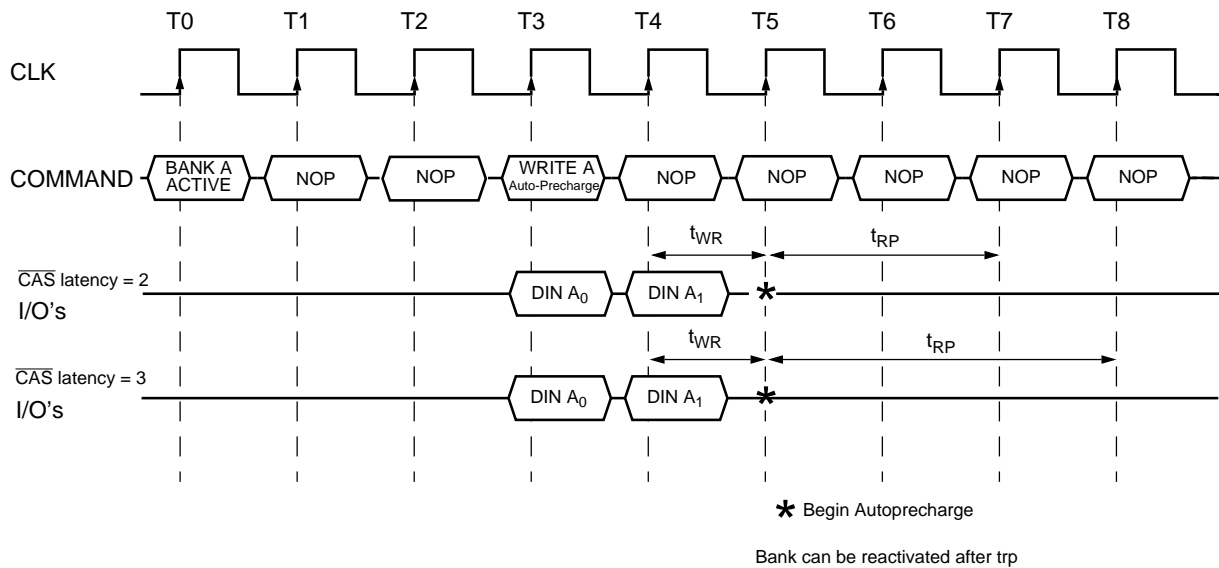 T0 T1 T2 T3 T4 T5 T6 T7 T8
CLK
COMMAND
BANK A
ACTIVE
NOP
NOP
WRITE A
Auto-Precharge
NOP
NOP
NOP
NOP
NOP
tWR
tRP
CAS latency = 2
I/O's
DIN A0
DIN A1
*
tWR
tRP
CAS latency = 3
I/O's
DIN A0
DIN A1
*
* Begin Autoprecharge
Bank can be reactivated after trp